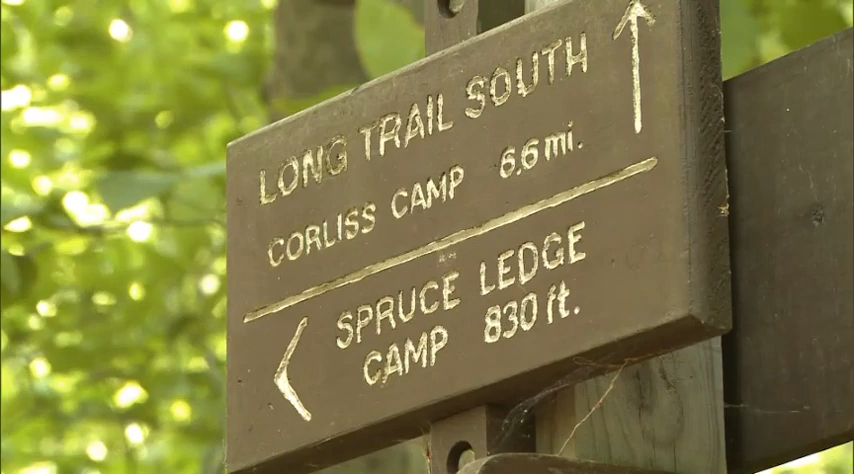 LONG TRAIL SOUTH
CORLISS CAMP 6.6 mi.
SPRUCE LEDGE
CAMP 830 ft.